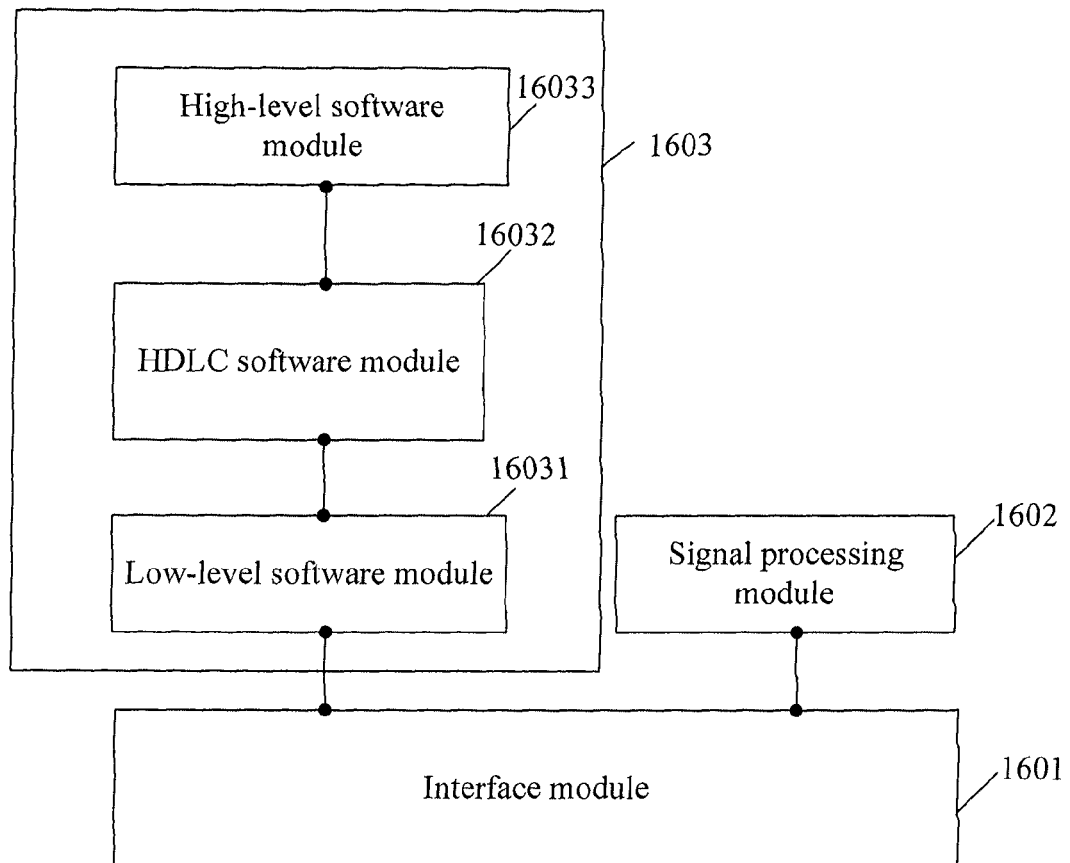 16033
High-level software
module
1603
16032
HDLC software module
16031
Low-level software module
1602
Signal processing
module
1601
Interface module